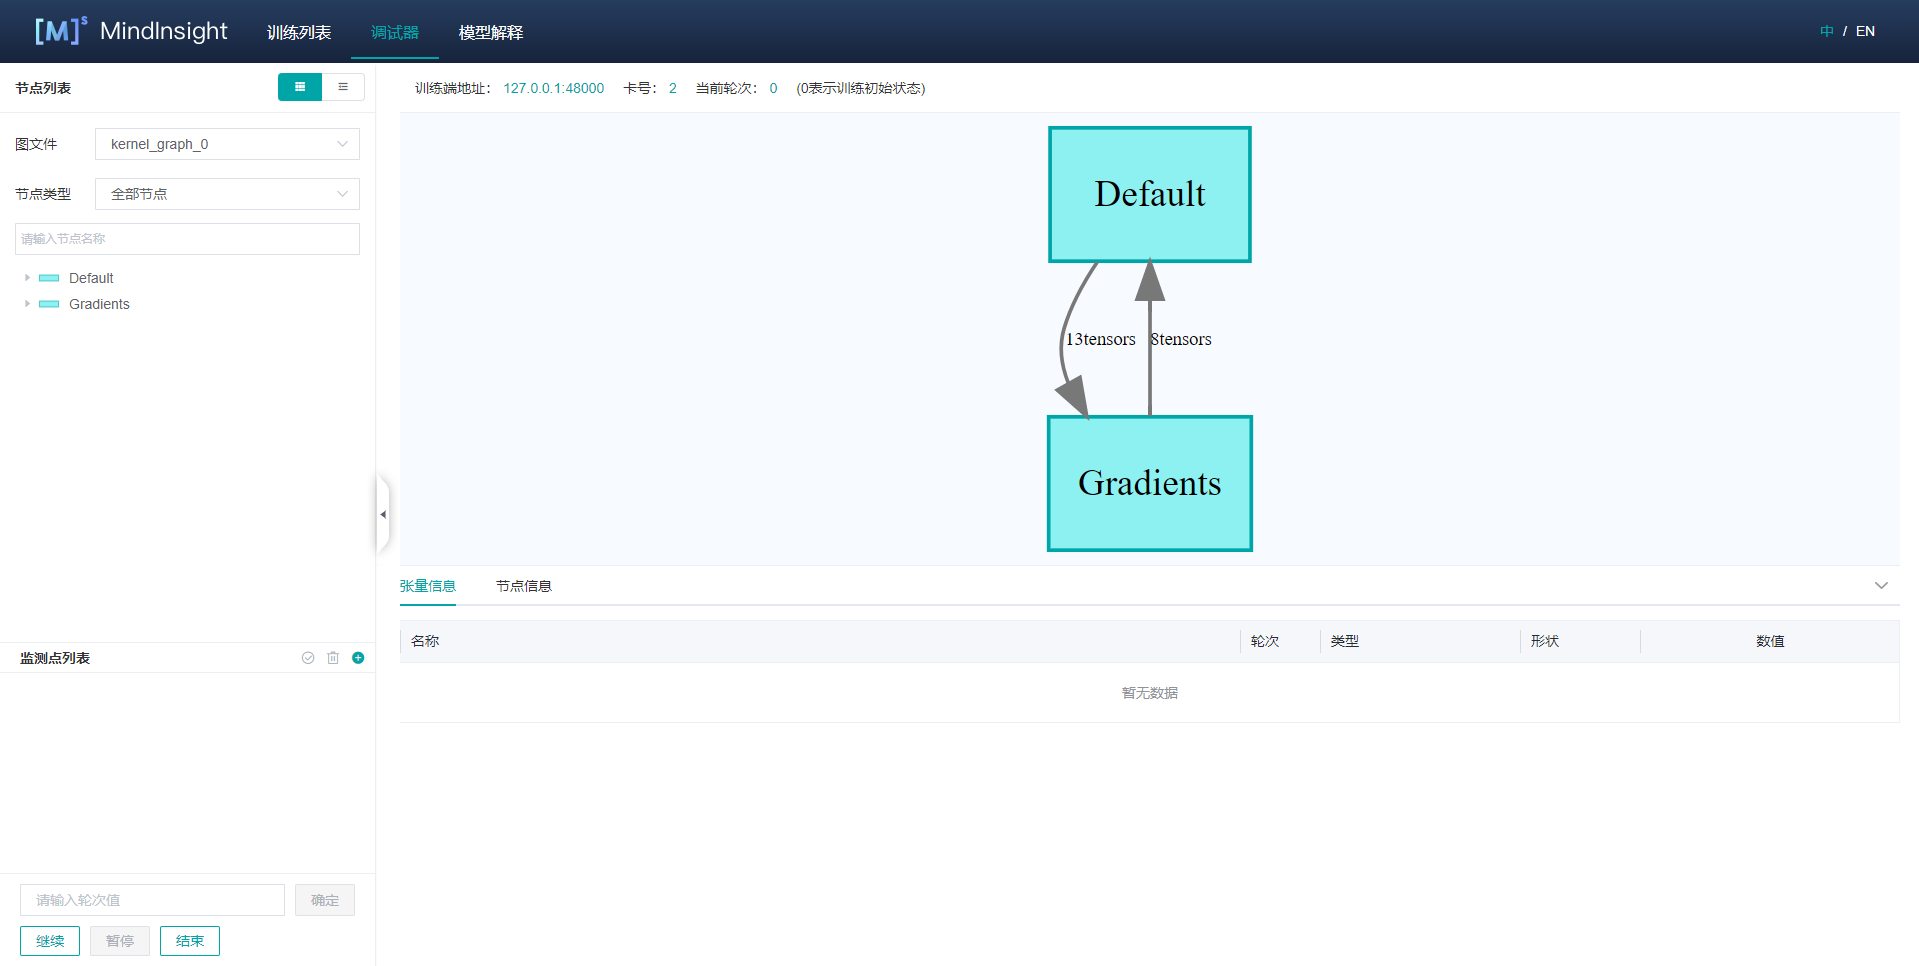 [M]s MindInsight 训练列表 调试器 模型解释 中 / EN
节点列表
训练端地址： 127.0.0.1:48000 卡号： 2 当前轮次： 0 (0表示训练初始状态)
图文件 kernel_graph_0
节点类型 全部节点
请输入节点名称
Default
Gradients
Default
13tensors 8tensors
Gradients
张量信息 节点信息
名称 轮次 类型 形状 数值
暂无数据
监测点列表
请输入轮次值 确定
继续 暂停 结束